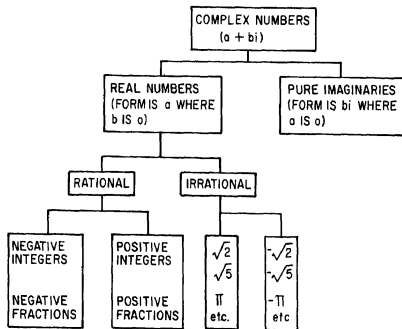 COMPLEX NUMBERS
(a + bi)
REAL NUMBERS
(FORM IS a WHERE
b IS o)
PURE IMAGINARIES
(FORM IS bi WHERE
a IS o)
RATIONAL
IRRATIONAL
NEGATIVE
INTEGERS
NEGATIVE
FRACTIONS
POSITIVE
INTEGERS
POSITIVE
FRACTIONS
√2
√5
π
etc.
-√2
-√5
-π
etc